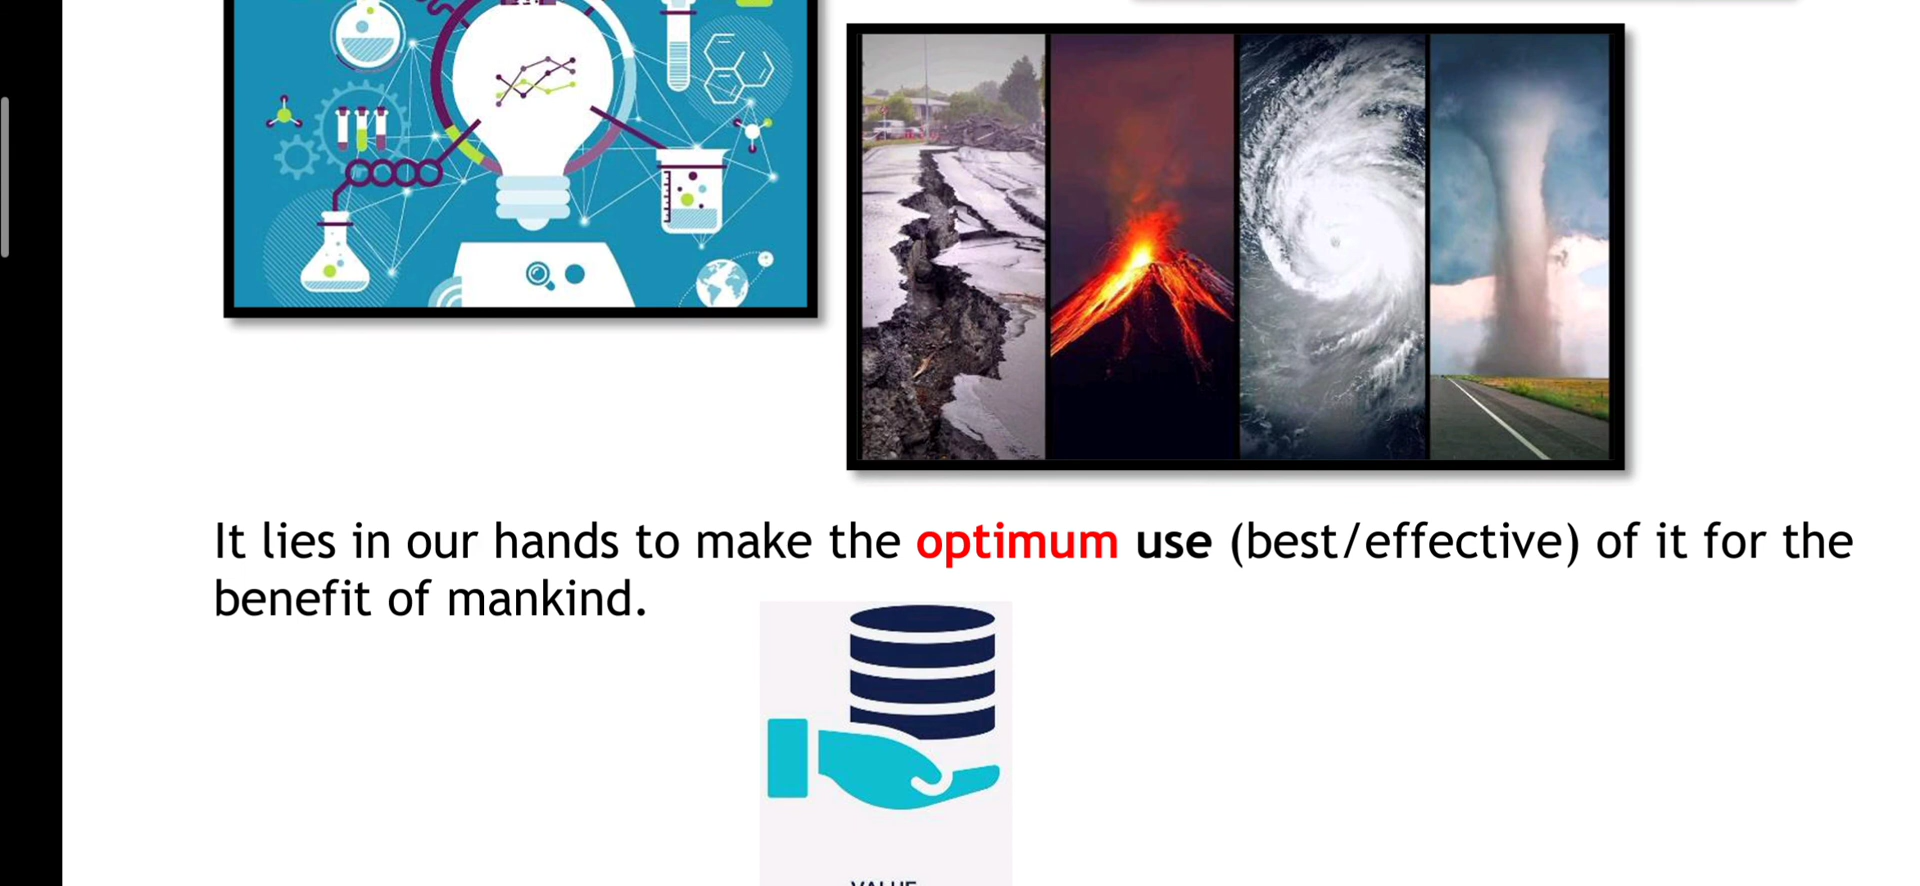 It lies in our hands to make the optimum use (best/effective) of it for the
benefit of mankind.